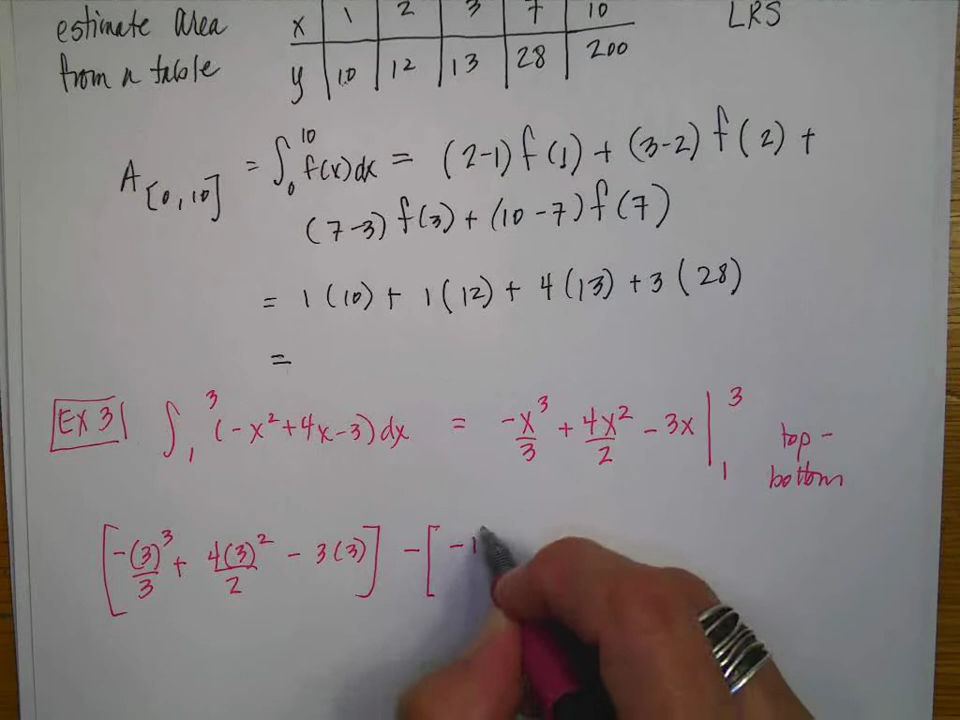 estimate area x 1 2 3 7 10 LRS
from a table y 10 12 13 28 200
A[0,10] = ∫₀¹⁰ f(x)dx = (2-1)f(1) + (3-2)f(2) +
(7-3)f(3) + (10-7)f(7)
= 1(10) + 1(12) + 4(13) + 3(28)
=
EX 3 ∫₁³ (-x²+4x-3)dx = -x³/3 + 4x²/2 - 3x |₁³ top -
bottom
[-(3)³/3 + 4(3)²/2 - 3(3)] - [-1